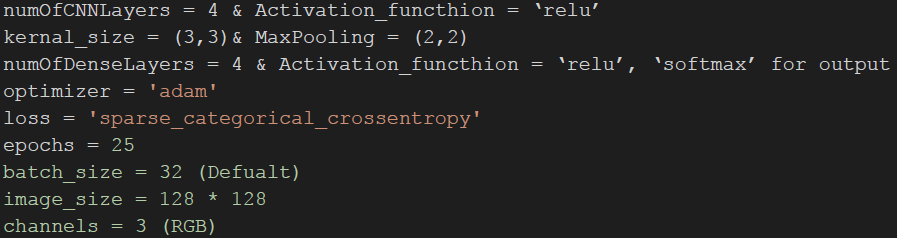 numOfCNNLayers = 4 & Activation_functhion = ‘relu’
kernal_size = (3,3)& MaxPooling = (2,2)
numOfDenseLayers = 4 & Activation_functhion = ‘relu’, ‘softmax’ for output
optimizer = 'adam'
loss = 'sparse_categorical_crossentropy'
epochs = 25
batch_size = 32 (Defualt)
image_size = 128 * 128
channels = 3 (RGB)